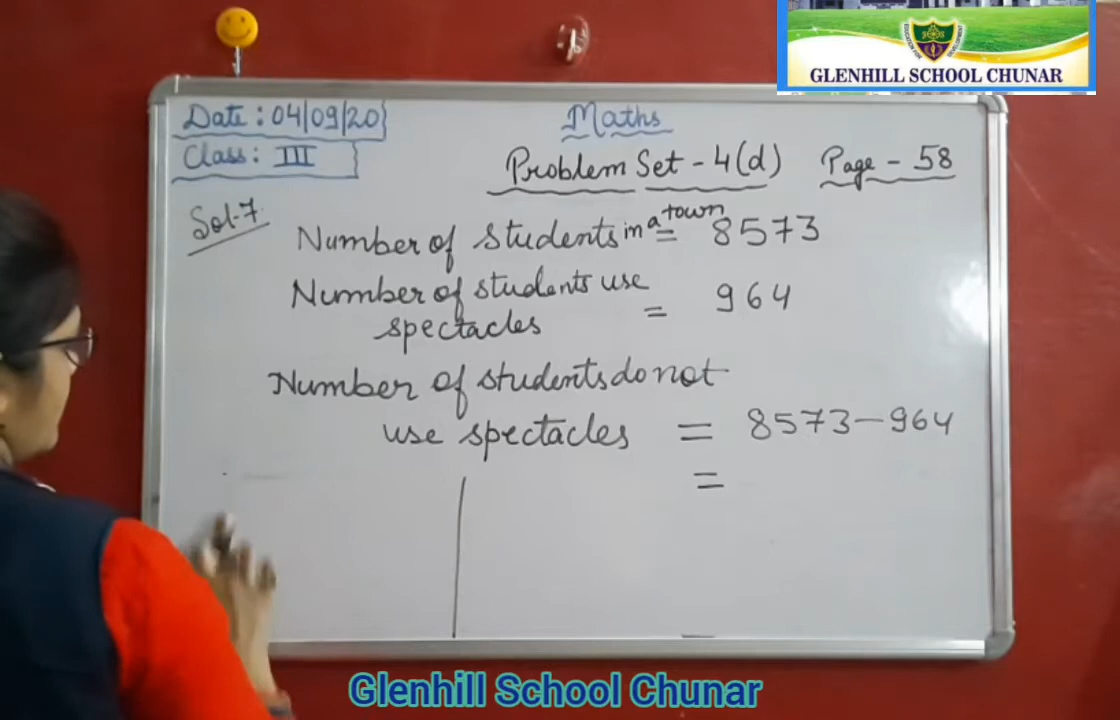 GLENHILL SCHOOL CHUNAR
Date: 04/09/20
Maths
Class: III
Problem Set - 4(d) Page - 58
Sol-7
Number of students in a town = 8573
Number of students use
spectacles = 964
Number of students do not
use spectacles = 8573-964
=
Glenhill School Chunar